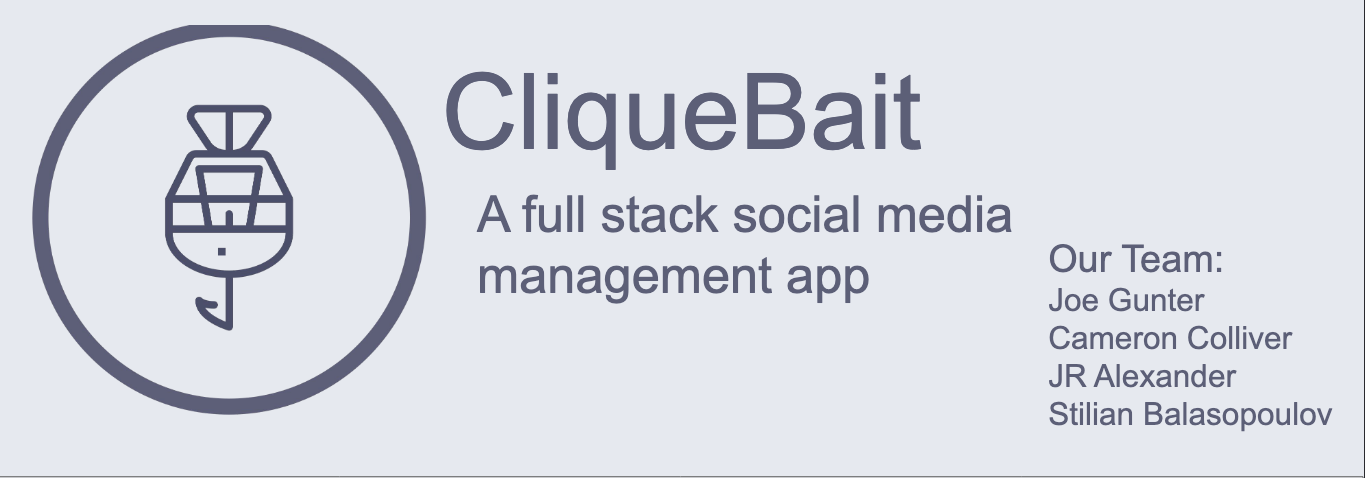 CliqueBait
A full stack social media
management app
Our Team:
Joe Gunter
Cameron Colliver
JR Alexander
Stilian Balasopoulov